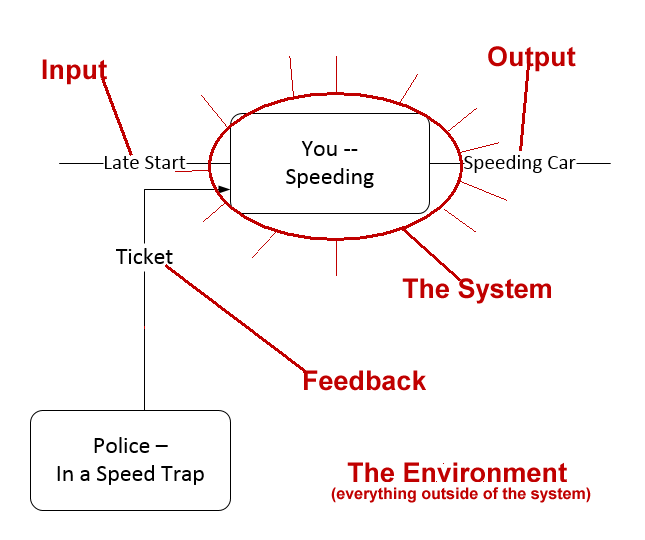 Input
Output
Late Start
You --
Speeding
Speeding Car
Ticket
The System
Feedback
Police –
In a Speed Trap
The Environment
(everything outside of the system)